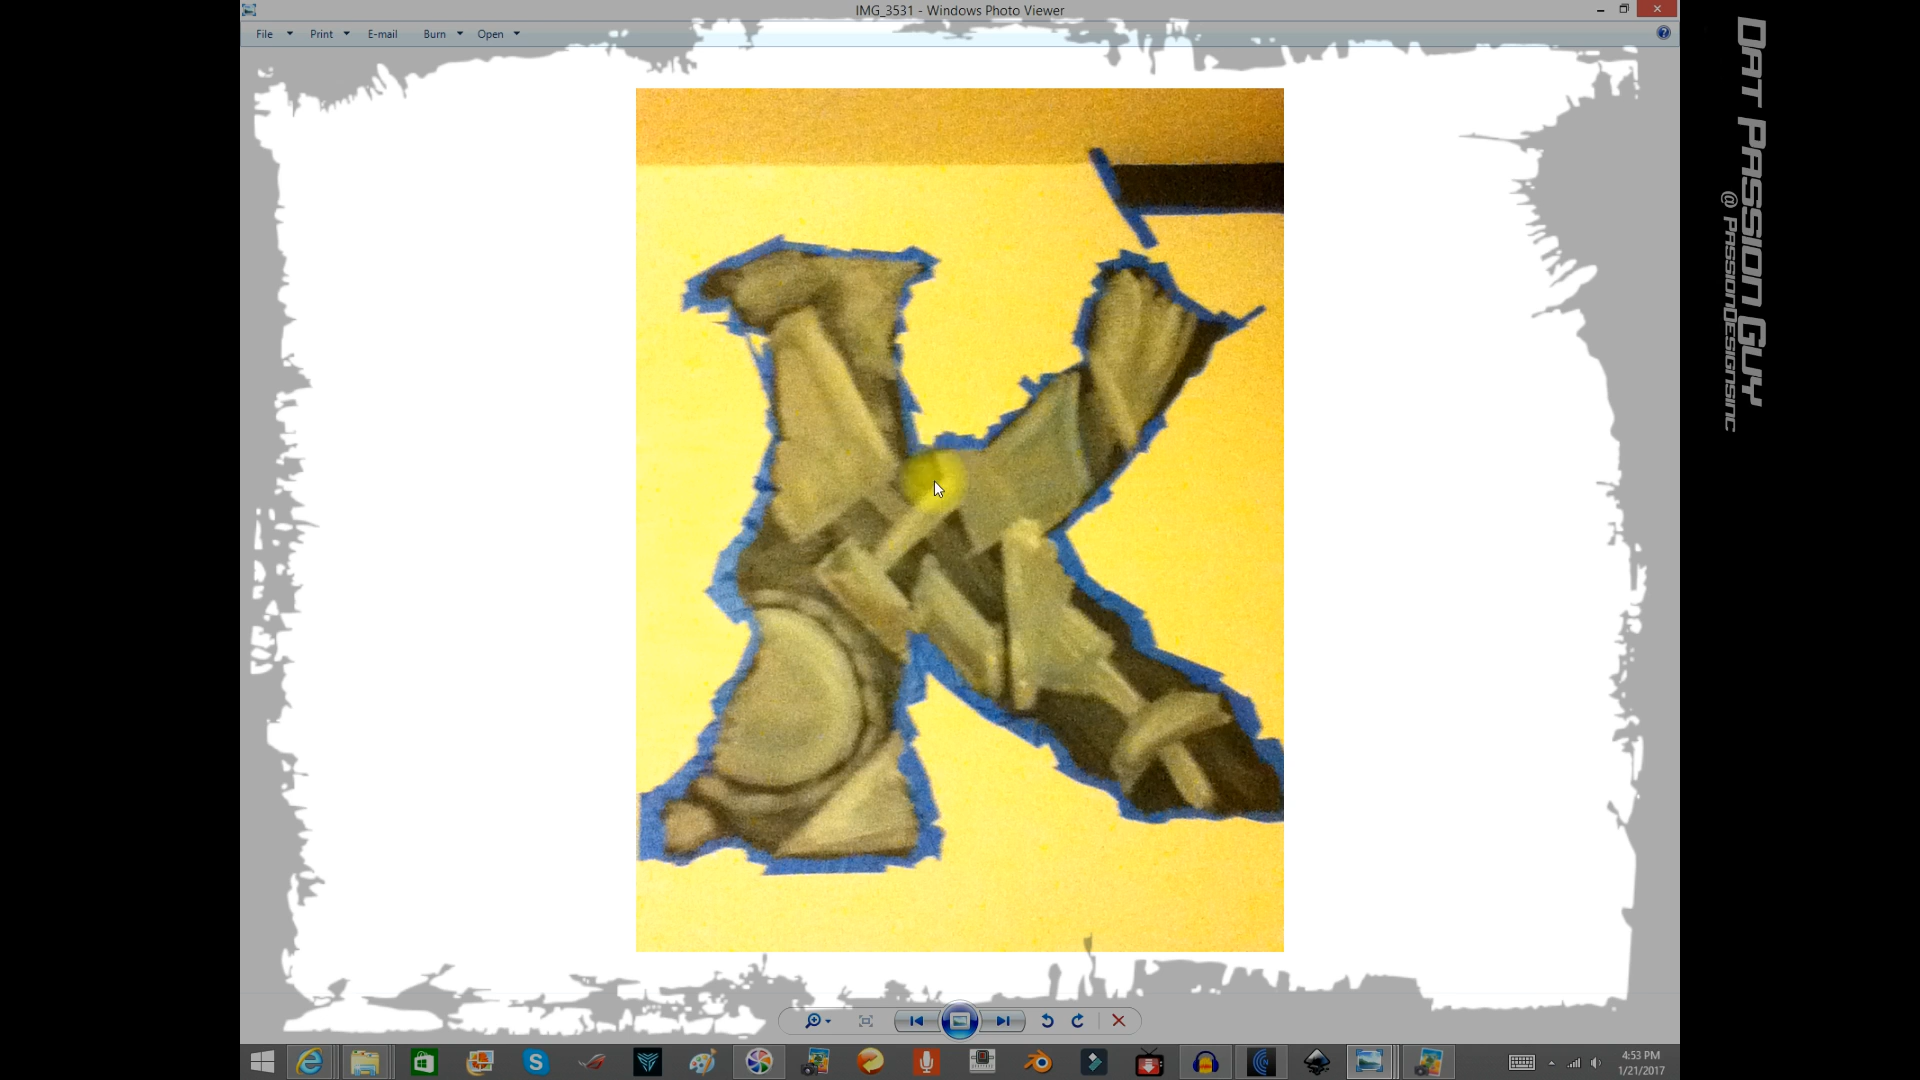 IMG_3531 - Windows Photo Viewer
File Print E-mail Burn Open
DAT PASSION GUY
@ PASSIONDESIGNSINC
K
4:53 PM
1/21/2017